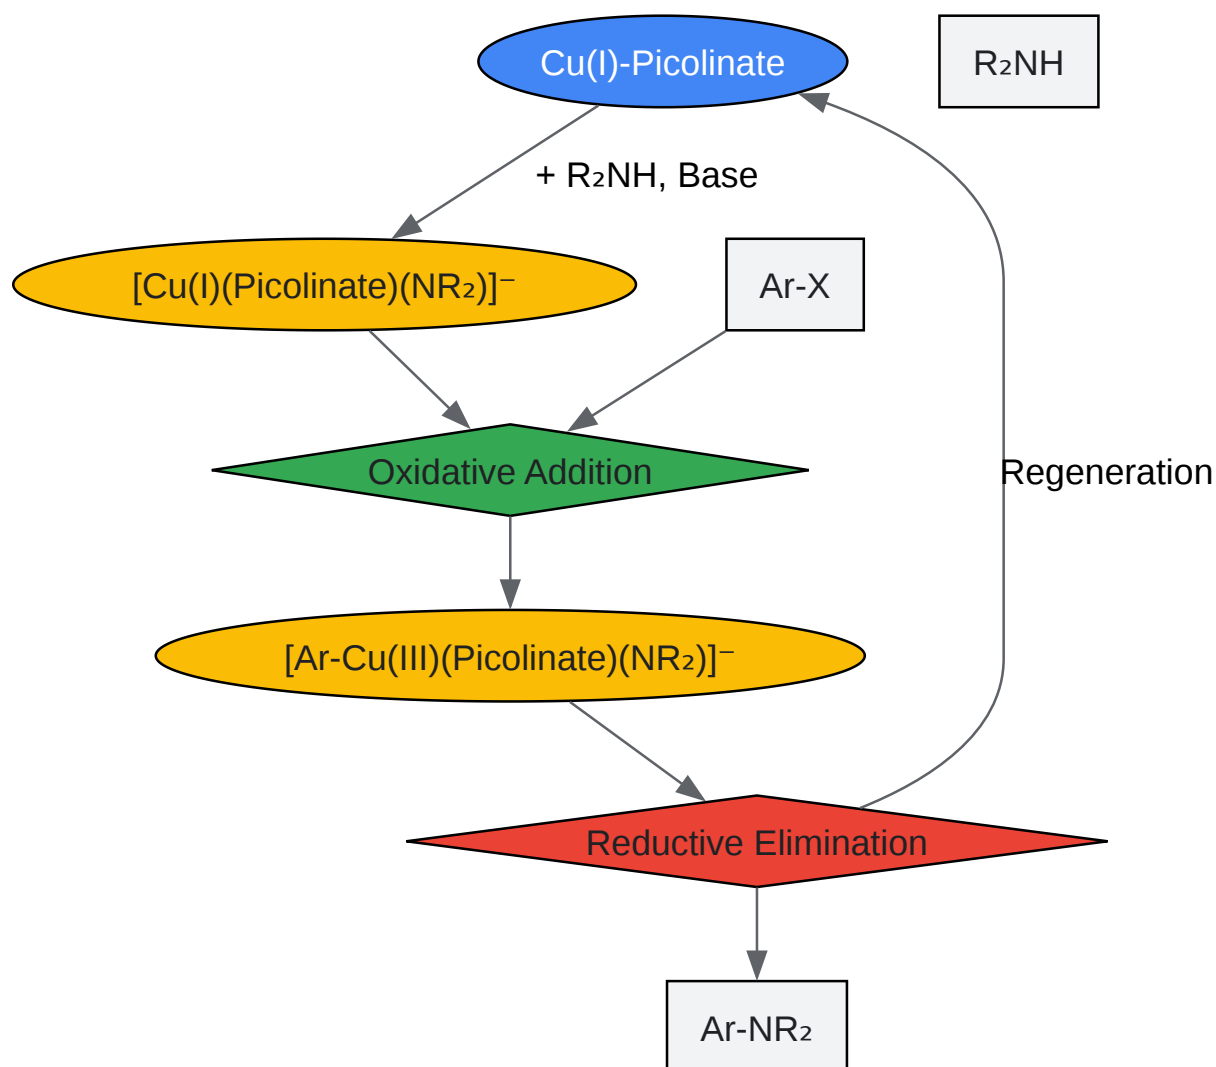 Cu(I)-Picolinate
R₂NH
+ R₂NH, Base
[Cu(I)(Picolinate)(NR₂)]⁻
Ar-X
Oxidative Addition
Regeneration
[Ar-Cu(III)(Picolinate)(NR₂)]⁻
Reductive Elimination
Ar-NR₂